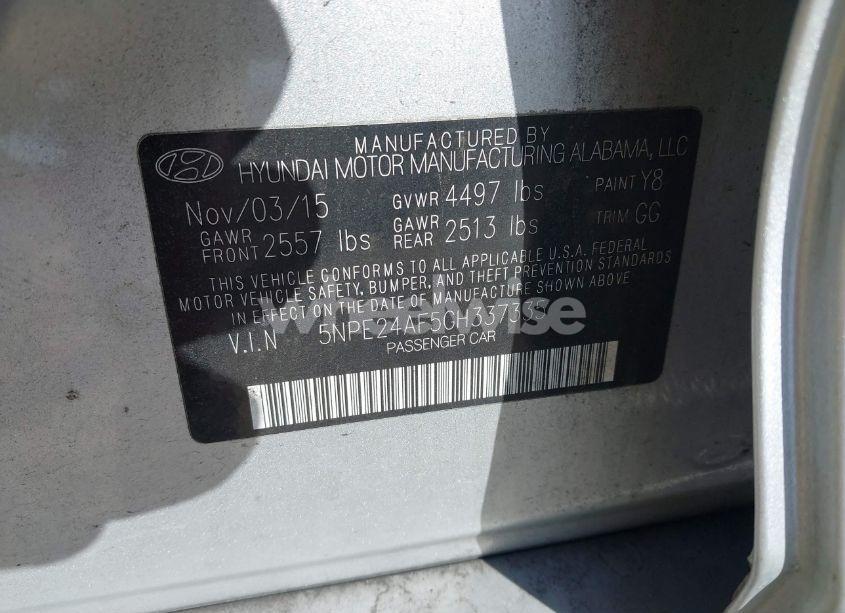 MANUFACTURED BY
HYUNDAI MOTOR MANUFACTURING ALABAMA, LLC
Nov/03/15 GVWR 4497 lbs PAINT Y8
GAWR FRONT 2557 lbs GAWR REAR 2513 lbs TRIM GG
THIS VEHICLE CONFORMS TO ALL APPLICABLE U.S.A. FEDERAL
MOTOR VEHICLE SAFETY, BUMPER, AND THEFT PREVENTION STANDARDS
IN EFFECT ON THE DATE OF MANUFACTURE SHOWN ABOVE.
V.I.N
PASSENGER CAR